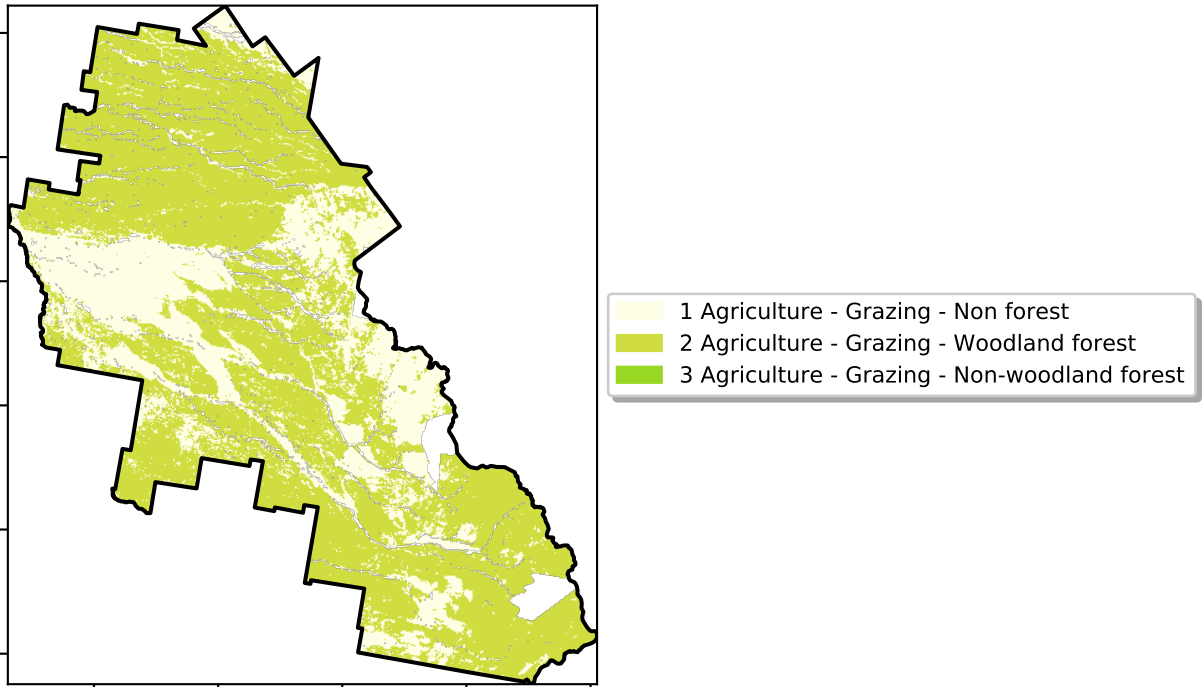 1 Agriculture - Grazing - Non forest
2 Agriculture - Grazing - Woodland forest
3 Agriculture - Grazing - Non-woodland forest